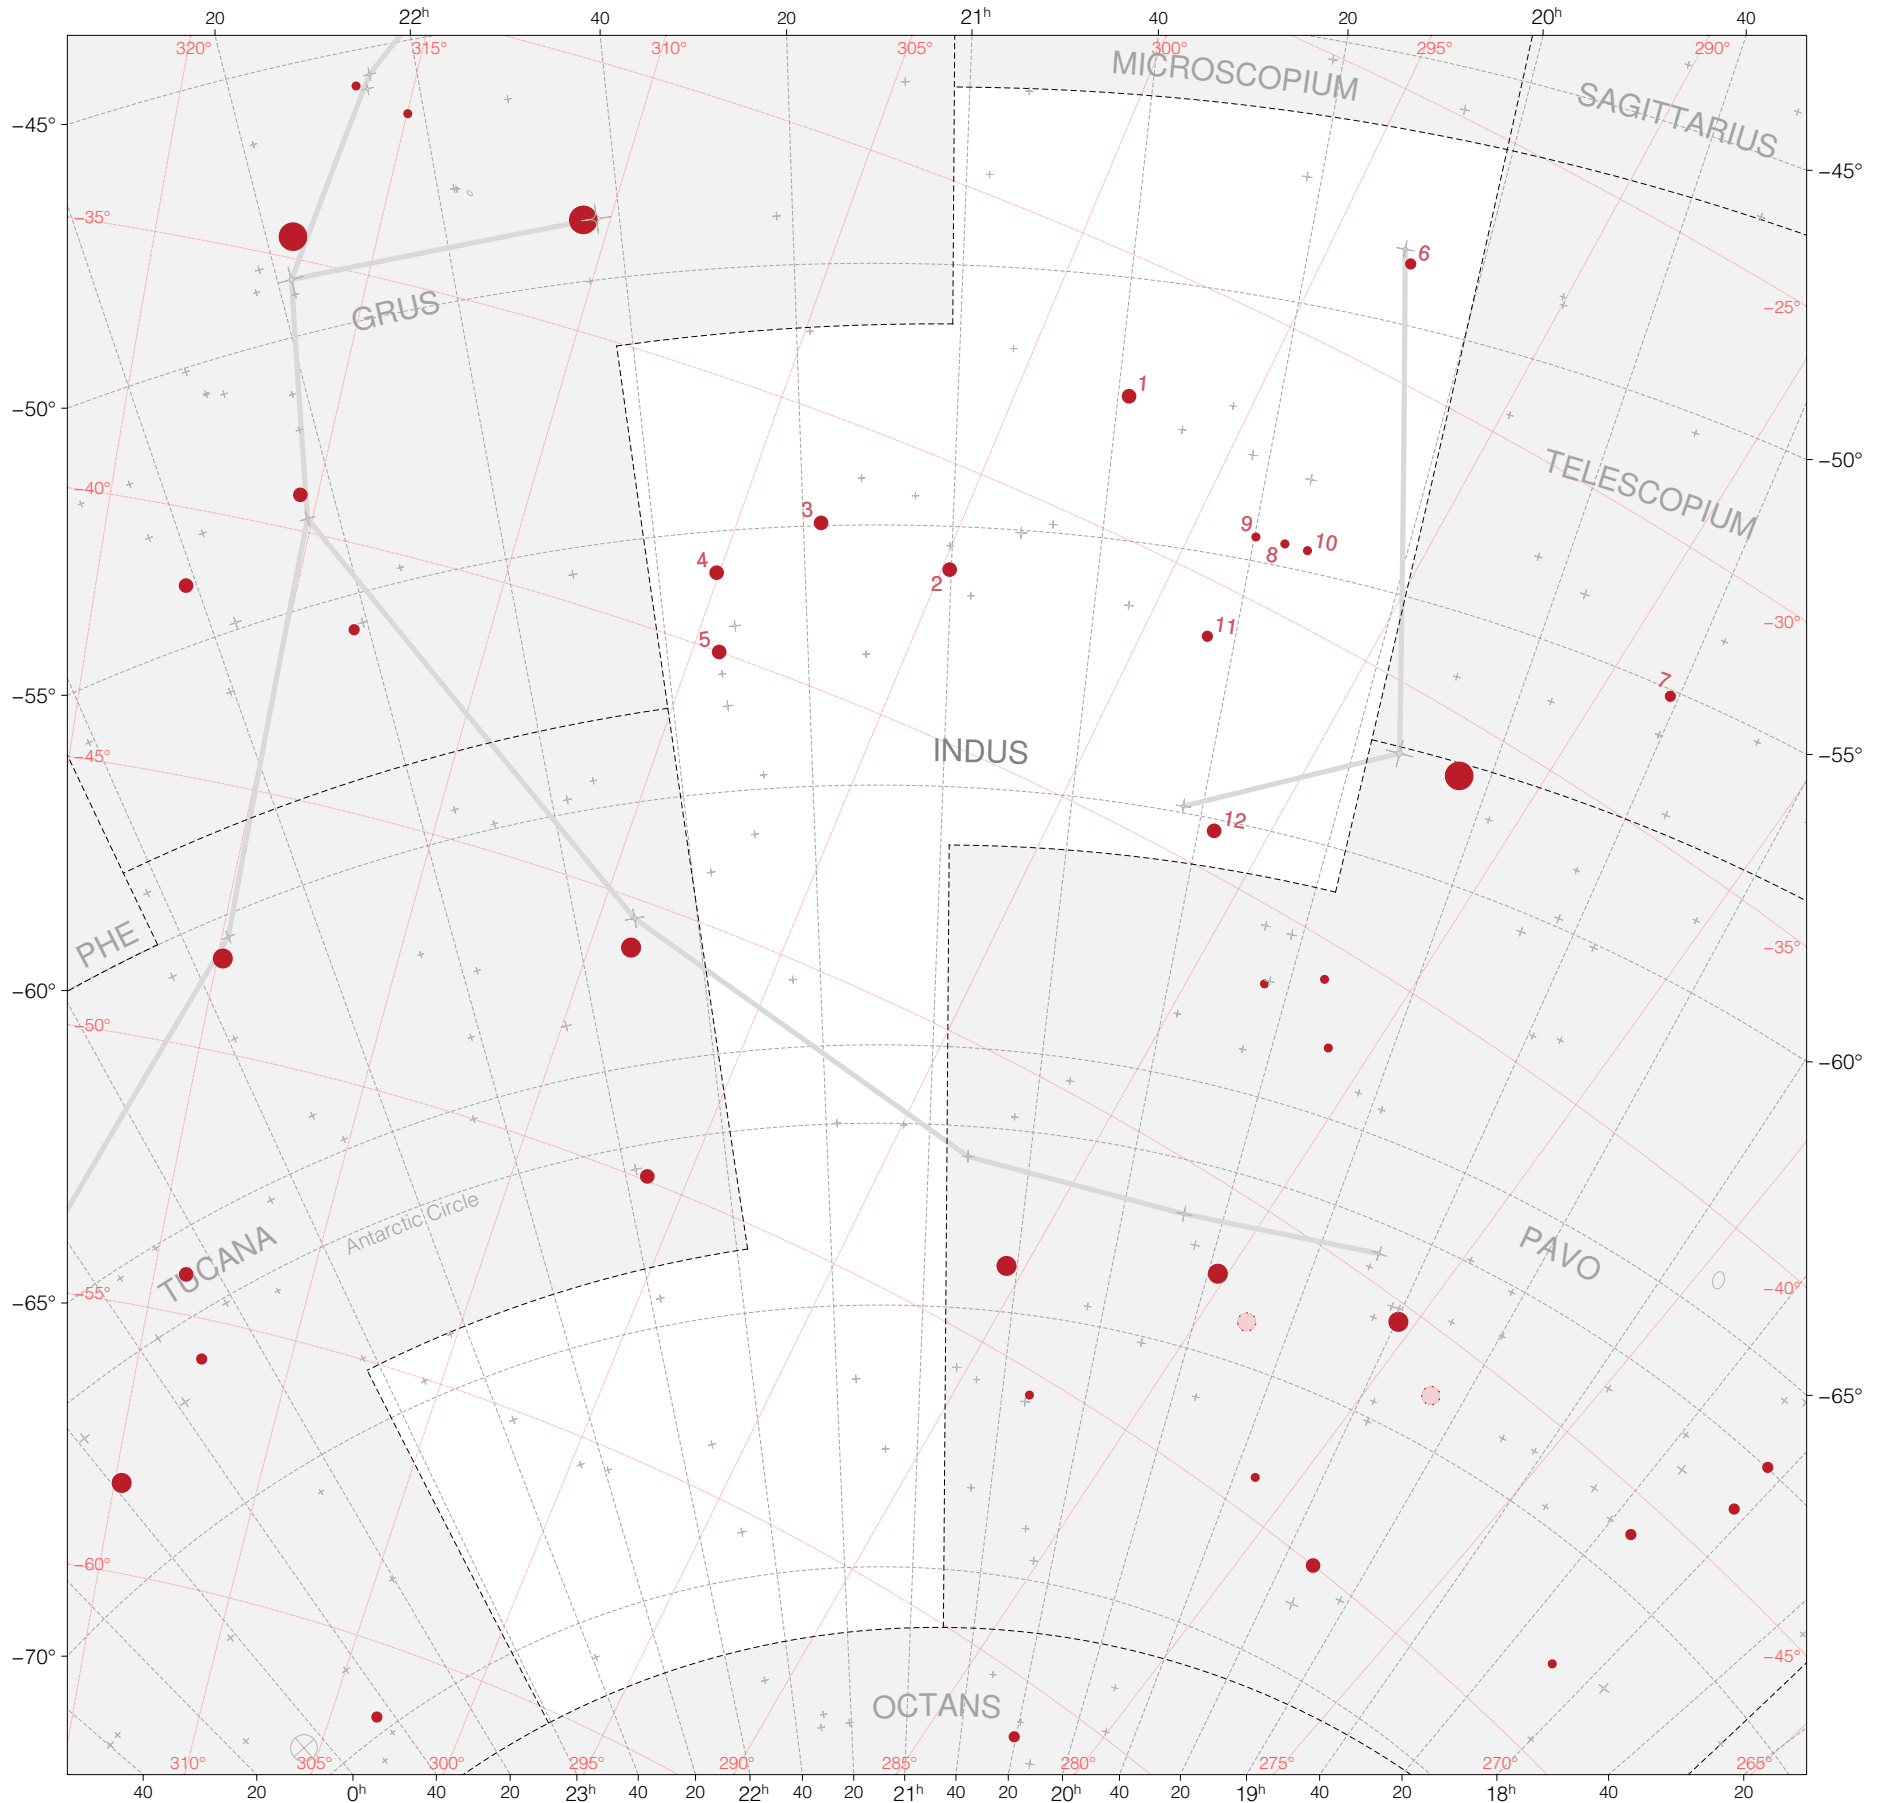 20 22h 40 20 21h 40 20 20h 40
320° 315° 310° 305° 300° 295° 290°
MICROSCOPIUM
SAGITTARIUS
−45°
−45°
−35°
6
−25°
GRUS
1
−50°
−50°
TELESCOPIUM
−40°
3
9
8
10
4
2
11
−30°
5
7
−55°
−55°
−45°
INDUS
12
PHE
−35°
−60°
−50°
−60°
Antarctic Circle
TUCANA
PAVO
−55°
−40°
−65°
−65°
−60°
−70°
−45°
OCTANS
310° 305° 300° 295° 290° 285° 280° 275° 270° 265°
40 20 0h 40 20 23h 40 20 22h 40 20 21h 40 20 20h 40 20 19h 40 20 18h 40 20